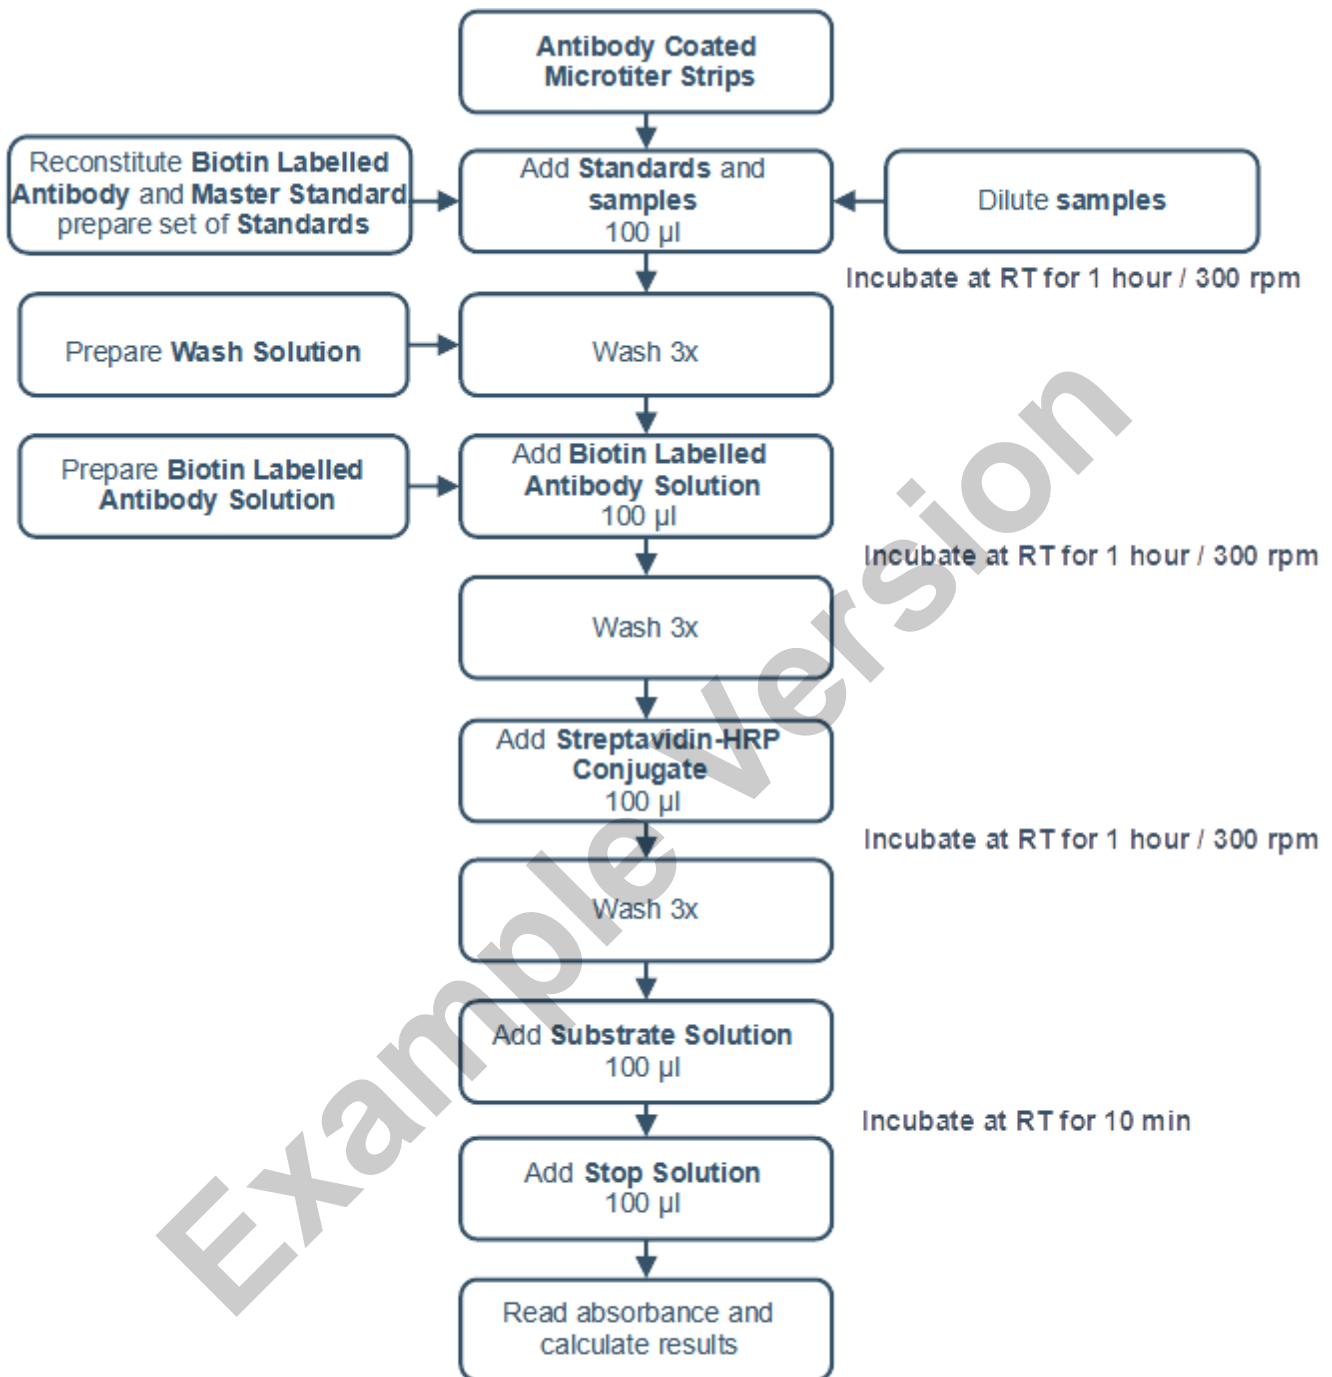 Antibody Coated
Microtiter Strips
Reconstitute Biotin Labelled
Antibody and Master Standard
prepare set of Standards
Add Standards and
samples
100 µl
Dilute samples
Incubate at RT for 1 hour / 300 rpm
Prepare Wash Solution
Wash 3x
Prepare Biotin Labelled
Antibody Solution
Add Biotin Labelled
Antibody Solution
100 µl
Incubate at RT for 1 hour / 300 rpm
Wash 3x
Add Streptavidin-HRP
Conjugate
100 µl
Incubate at RT for 1 hour / 300 rpm
Wash 3x
Add Substrate Solution
100 µl
Incubate at RT for 10 min
Add Stop Solution
100 µl
Read absorbance and
calculate results
Example Version